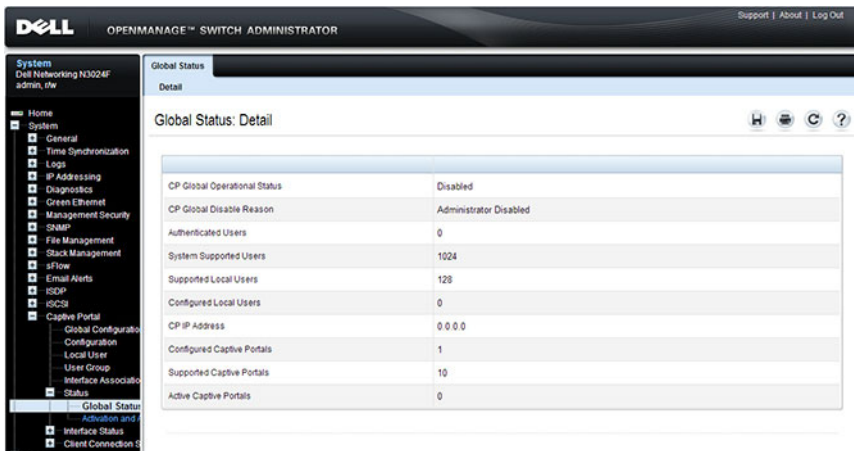 Support | About | Log Out
DELL
OPENMANAGE™ SWITCH ADMINISTRATOR
System
Dell Networking N3024F
admin, r/w
Home
System
General
Time Synchronization
Logs
IP Addressing
Diagnostics
Green Ethernet
Management Security
SNMP
File Management
Stack Management
sFlow
Email Alerts
ISDP
iSCSI
Captive Portal
Global Configuratio
Configuration
Local User
User Group
Interface Associatio
Status
Global Status
Activation and A
Interface Status
Client Connection S
Global Status
Detail
Global Status: Detail
?
CP Global Operational Status Disabled
CP Global Disable Reason Administrator Disabled
Authenticated Users 0
System Supported Users 1024
Supported Local Users 128
Configured Local Users 0
CP IP Address 0.0.0.0
Configured Captive Portals 1
Supported Captive Portals 10
Active Captive Portals 0